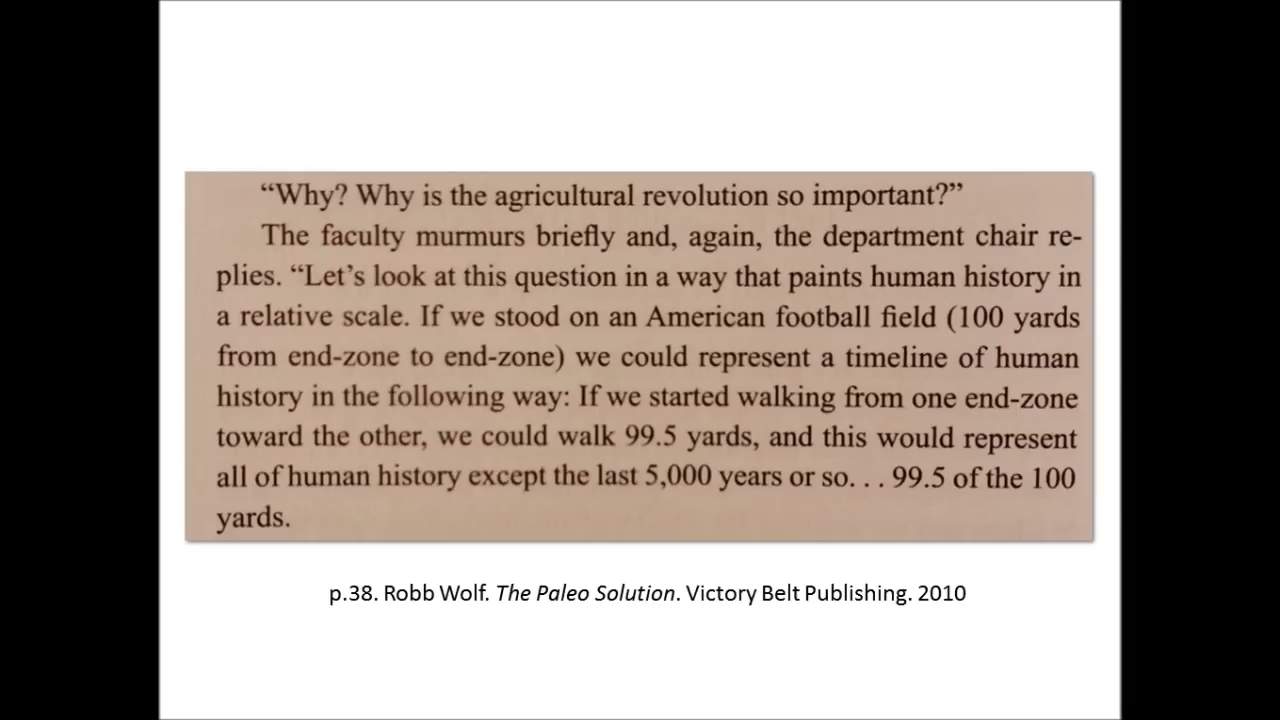 “Why? Why is the agricultural revolution so important?”
The faculty murmurs briefly and, again, the department chair re-
plies. “Let’s look at this question in a way that paints human history in
a relative scale. If we stood on an American football field (100 yards
from end-zone to end-zone) we could represent a timeline of human
history in the following way: If we started walking from one end-zone
toward the other, we could walk 99.5 yards, and this would represent
all of human history except the last 5,000 years or so. . . 99.5 of the 100
yards.
p.38. Robb Wolf. The Paleo Solution. Victory Belt Publishing. 2010